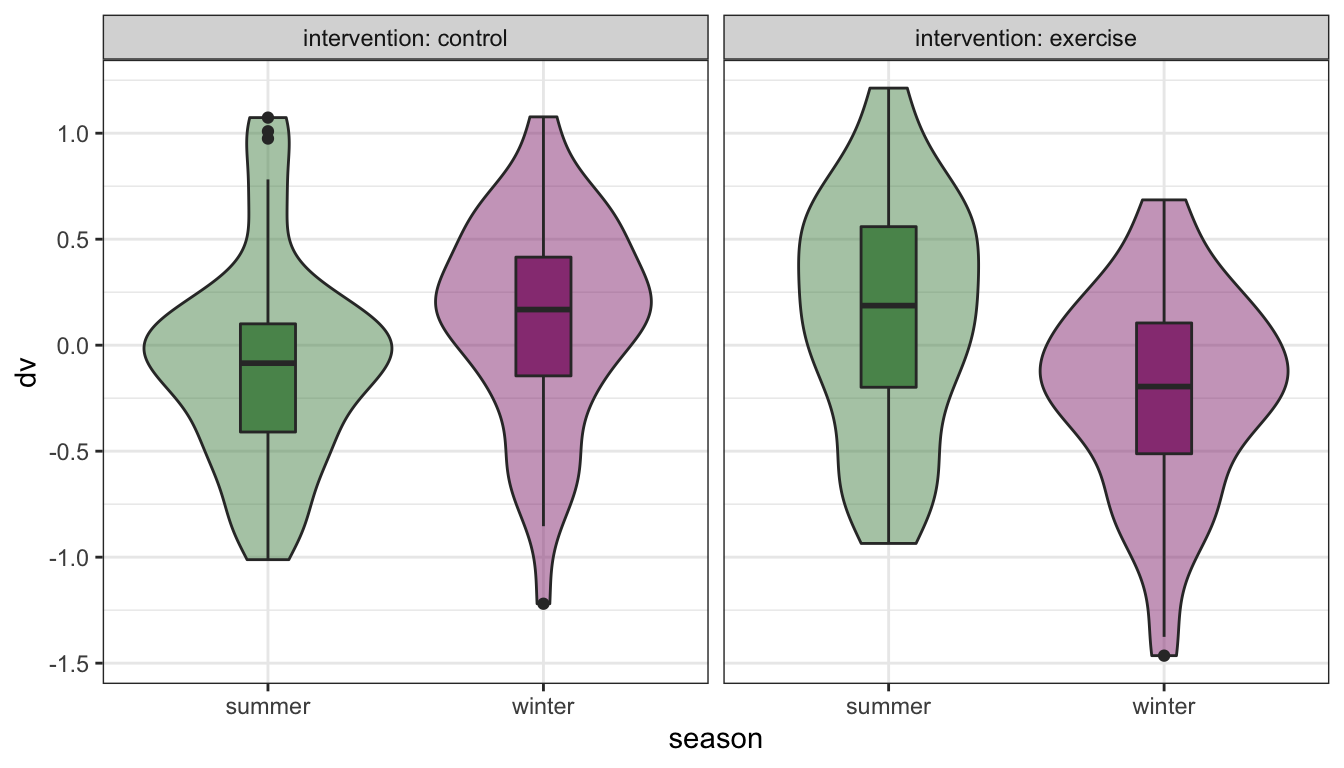 intervention: control
intervention: exercise
1.0
0.5
0.0
-0.5
-1.0
-1.5
dv
summer
winter
summer
winter
season